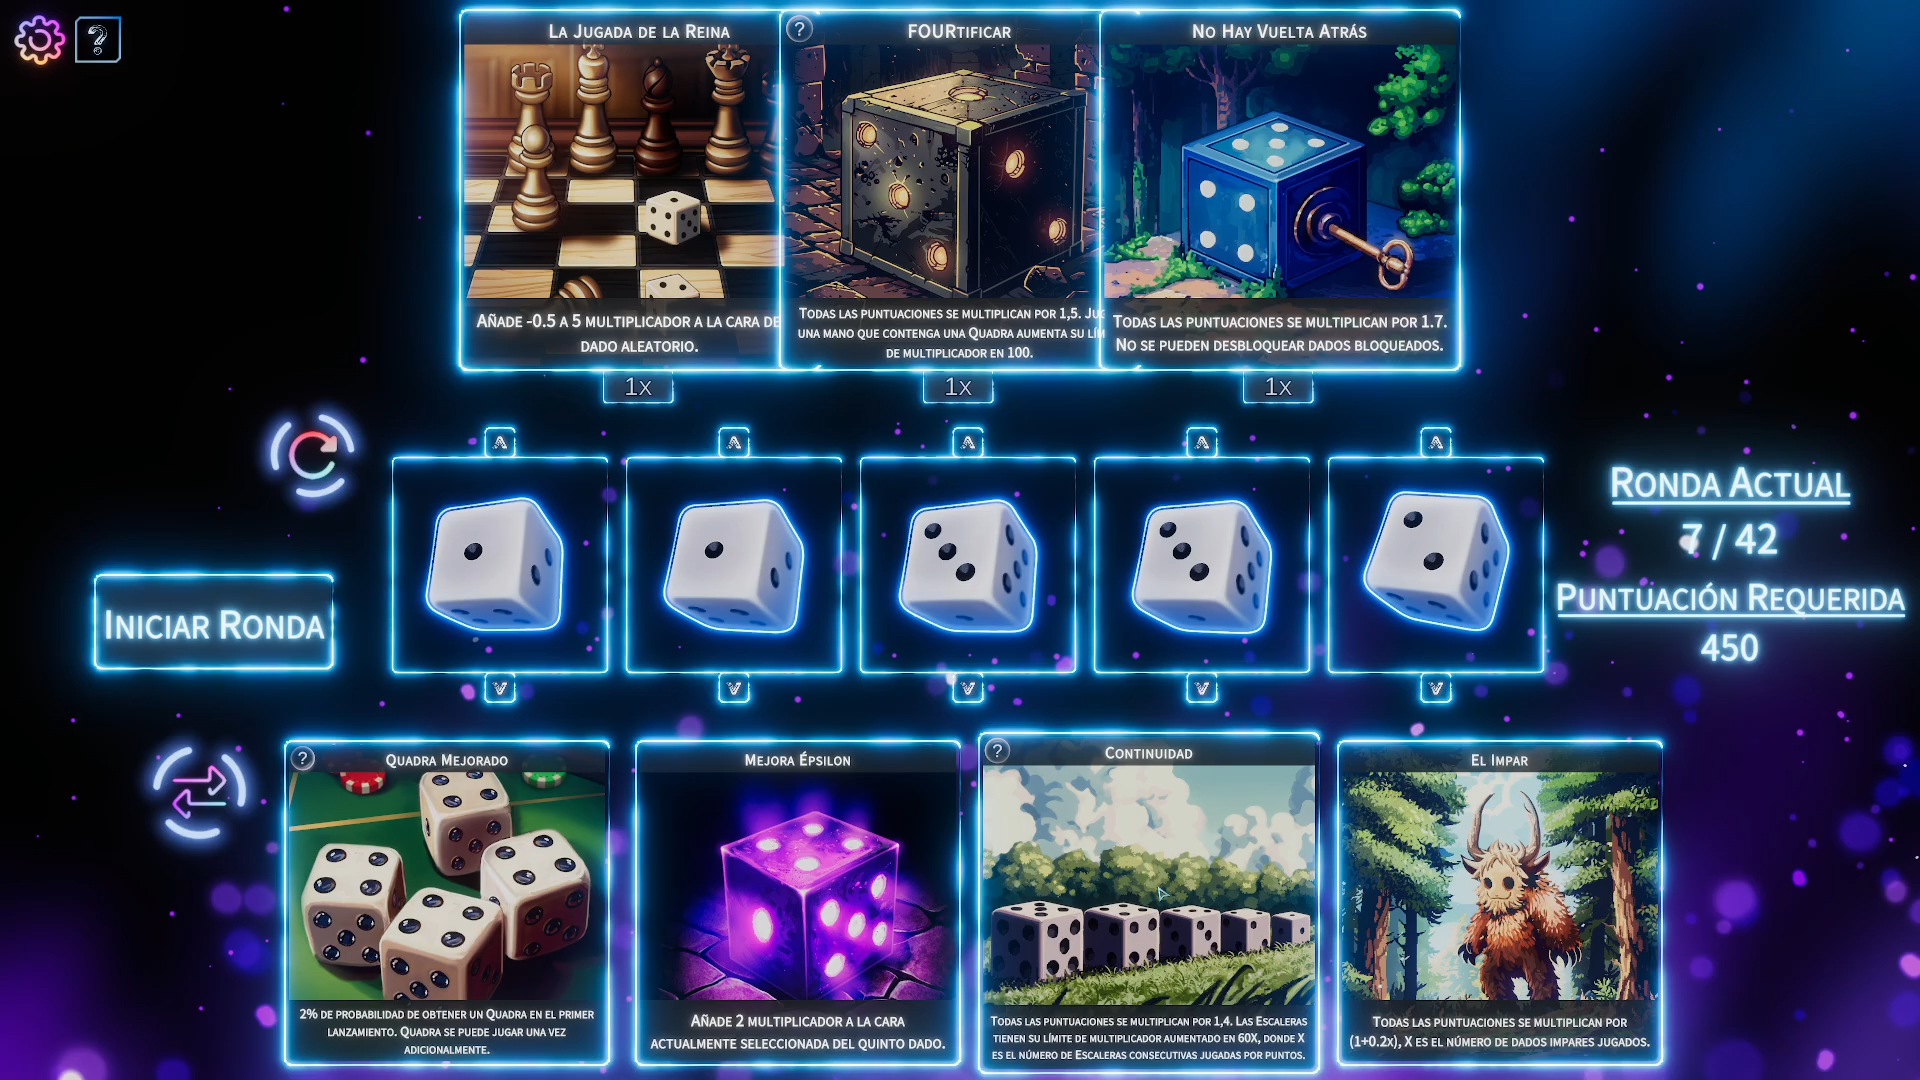 La Jugada de la Reina
Añade -0.5 a 5 multiplicador a la cara de
dado aleatorio.
1x
?
FOURtificar
Todas las puntuaciones se multiplican por 1,5.
una mano que contenga una Quadra aumenta su
de multiplicador en 100.
1x
No Hay Vuelta Atrás
Todas las puntuaciones se multiplican por 1.7.
No se pueden desbloquear dados bloqueados.
1x
?
Iniciar Ronda
Ronda Actual
7 / 42
Puntuación Requerida
450
?
Quadra Mejorado
2% de probabilidad de obtener un Quadra en el primer
lanzamiento. Quadra se puede jugar una vez
adicionalmente.
Mejora Épsilon
Añade 2 multiplicador a la cara
actualmente seleccionada del quinto dado.
?
Continuidad
Todas las puntuaciones se multiplican por 1,4. Las Escaleras
tienen su límite de multiplicador aumentado en 60x, donde X
es el número de Escaleras consecutivas jugadas por puntos.
El Impar
Todas las puntuaciones se multiplican por
(1+0.2x), X es el número de dados impares jugados.